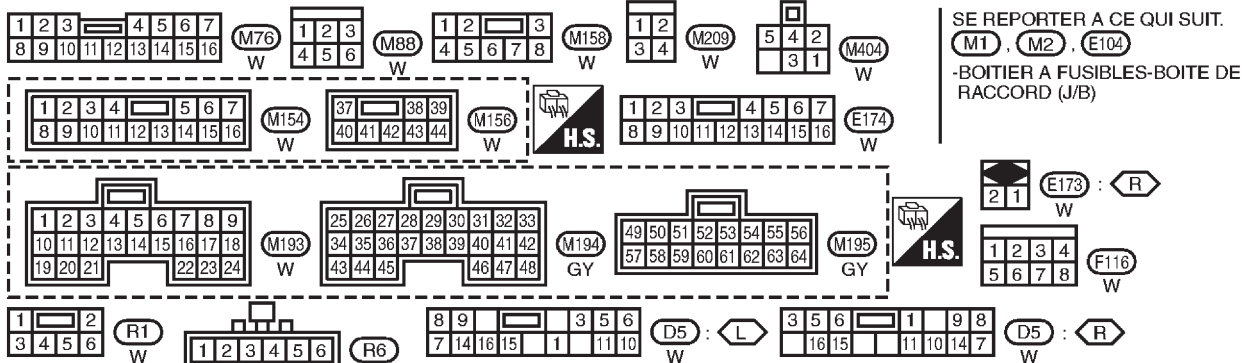 1 2 3 4 5 6 7
8 9 10 11 12 13 14 15 16
M76
W
1 2 3
4 5 6
M88
W
1 2 3
4 5 6 7 8
M158
W
1 2
3 4
M209
W
5 4 2
3 1
M404
W
SE REPORTER A CE QUI SUIT.
M1 , M2 , E104
-BOITIER A FUSIBLES-BOITE DE
RACCORD (J/B)
1 2 3 4 5 6 7
8 9 10 11 12 13 14 15 16
M154
W
37 38 39
40 41 42 43 44
M156
W
H.S.
1 2 3 4 5 6 7
8 9 10 11 12 13 14 15 16
E174
W
1 2 3 4 5 6 7 8 9
10 11 12 13 14 15 16 17 18
19 20 21 22 23 24
M193
W
25 26 27 28 29 30 31 32 33
34 35 36 37 38 39 40 41 42
43 44 45 46 47 48
M194
GY
49 50 51 52 53 54 55 56
57 58 59 60 61 62 63 64
M195
GY
H.S.
2 1
E173 : R
W
1 2 3 4
5 6 7 8
F116
W
1 2
3 4 5 6
R1
W
1 2 3 4 5 6
R6
8 9 3 5 6
7 14 16 15 1 11 10
D5 : L
W
3 5 6 1 9 8
16 15 11 10 14 7
D5 : R
W